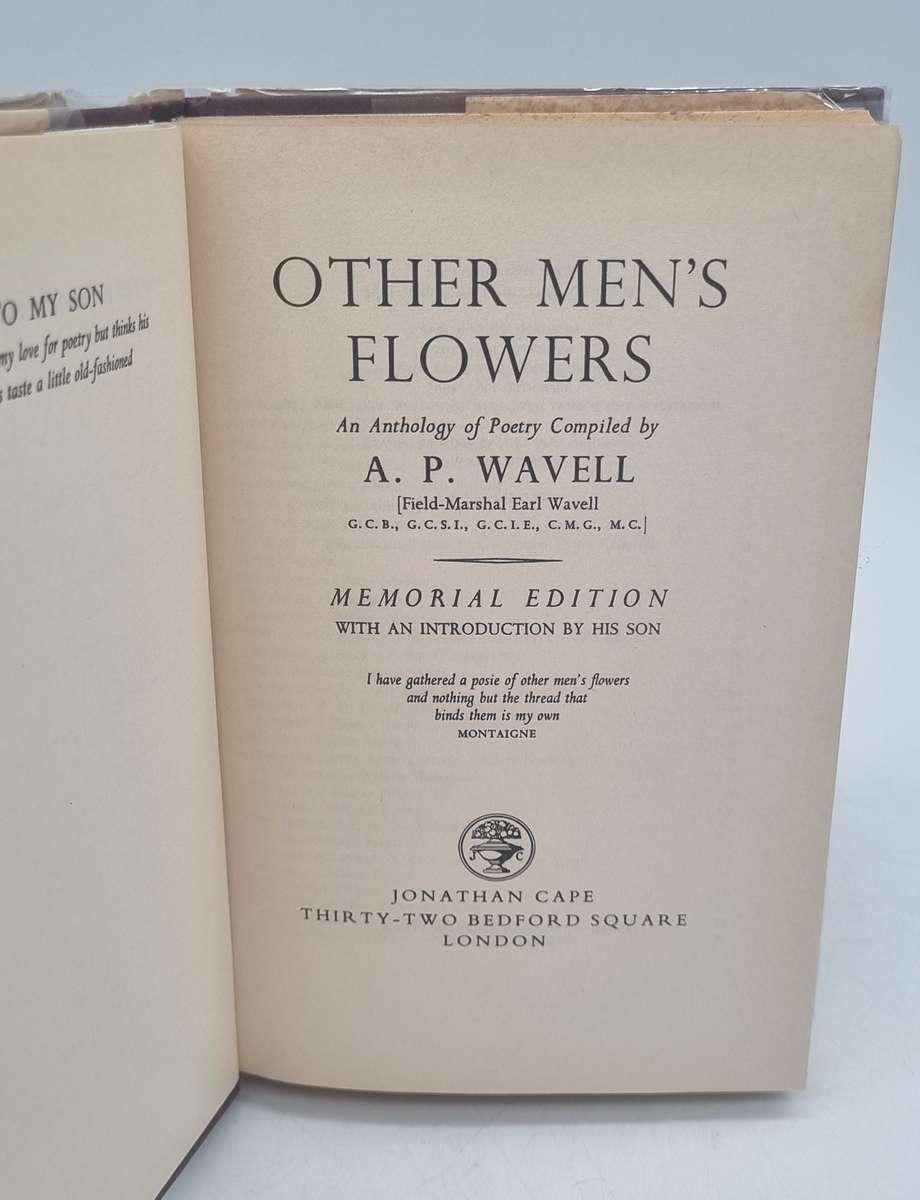 O MY SON
my love for poetry but thinks his
taste a little old-fashioned
OTHER MEN'S
FLOWERS
An Anthology of Poetry Compiled by
A. P. WAVELL
[Field-Marshal Earl Wavell
G.C.B., G.C.S.I., G.C.I.E., C.M.G., M.C.]
MEMORIAL EDITION
WITH AN INTRODUCTION BY HIS SON
I have gathered a posie of other men's flowers
and nothing but the thread that
binds them is my own
MONTAIGNE
J C
JONATHAN CAPE
THIRTY-TWO BEDFORD SQUARE
LONDON